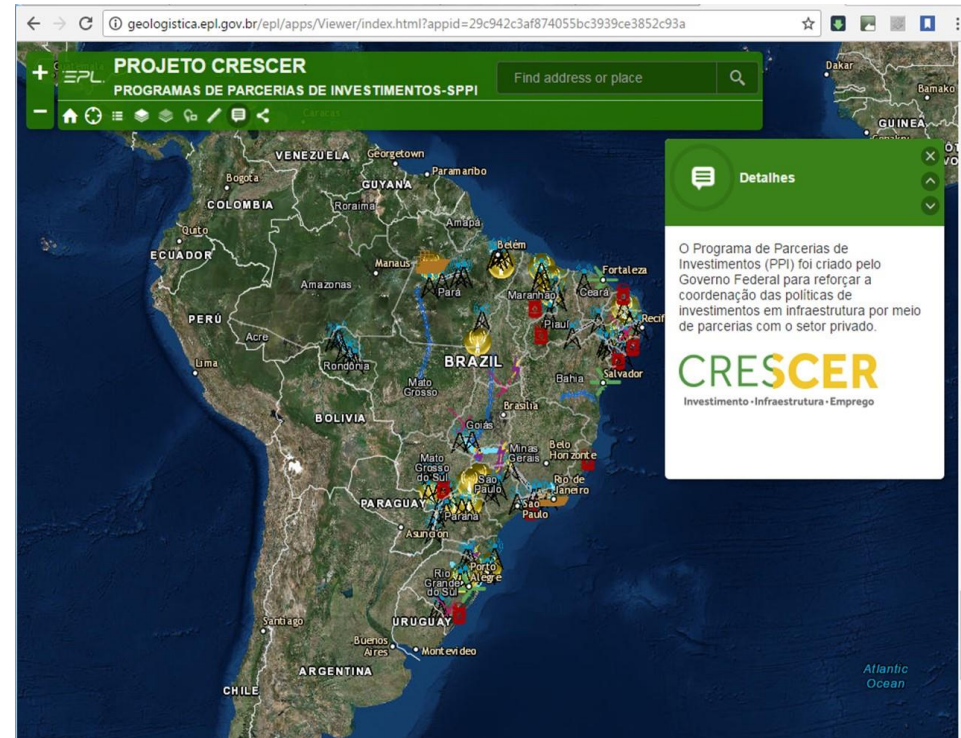 geologistica.epl.gov.br/epl/apps/Viewer/index.html?appid=29c942c3af874055bc3939ce3852c93a
+
EPL
PROJETO CRESCER
PROGRAMAS DE PARCERIAS DE INVESTIMENTOS-SPPI
Find address or place
−
Caracas
Dakar
Bamako
GUINEA
Conakry
VENEZUELA
Georgetown
Paramaribo
Bogota
GUYANA
COLOMBIA
Roraima
Amapá
Quito
ECUADOR
Belém
Manaus
Amazonas
Pará
Maranhão
Ceará
Fortaleza
PERÚ
Piauí
Acre
Lima
Rondônia
BRAZIL
Mato
Grosso
Bahia
Salvador
Brasilia
BOLIVIA
Goiás
Minas
Gerais
Belo
Horizonte
Mato
Grosso
do Sul
São
Paulo
Rio de
Janeiro
PARAGUAY
Paraná
São
Paulo
Asunción
Porto
Alegre
Rio
Grande
do Sul
Santiago
URUGUAY
Buenos
Aires
Montevideo
ARGENTINA
CHILE
Atlantic
Ocean
Detalhes
O Programa de Parcerias de
Investimentos (PPI) foi criado pelo
Governo Federal para reforçar a
coordenação das políticas de
investimentos em infraestrutura por meio
de parcerias com o setor privado.
CRESCER
Investimento·Infraestrutura·Emprego